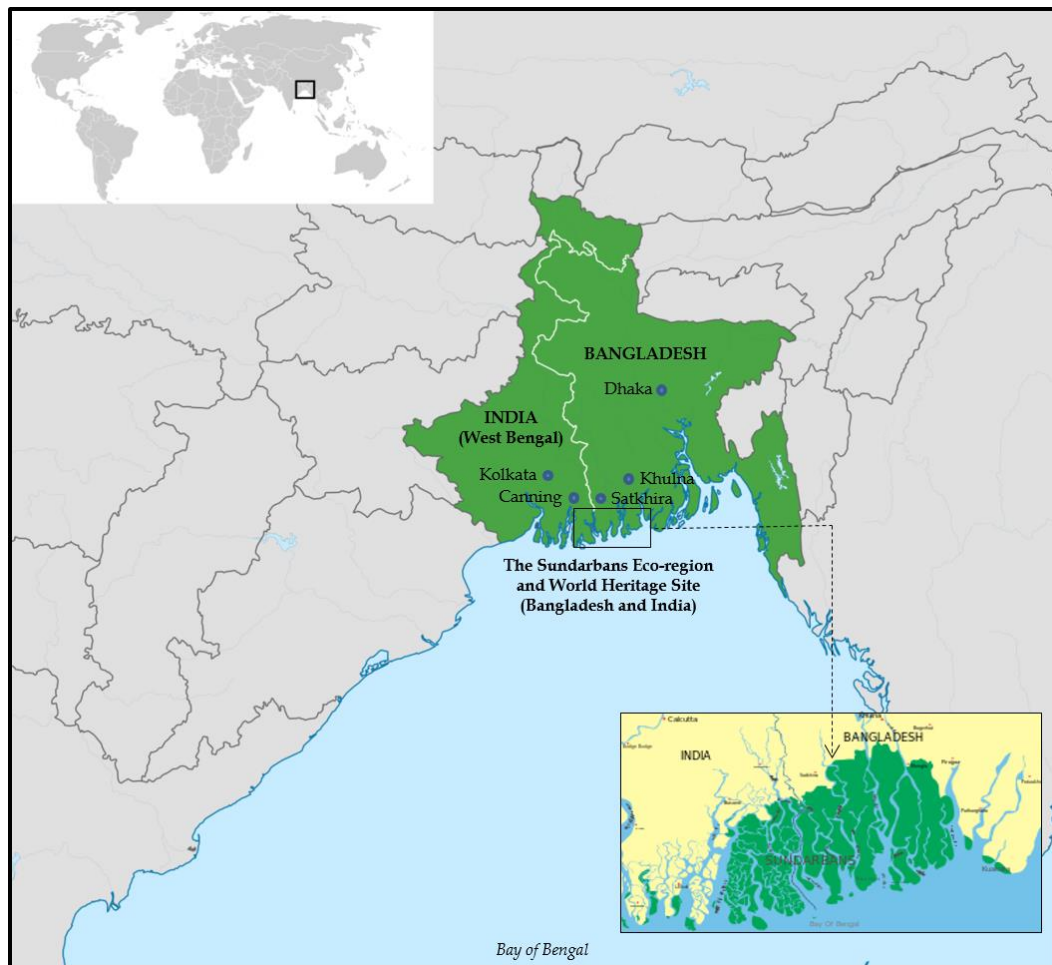 BANGLADESH
Dhaka
INDIA
(West Bengal)
Kolkata
Khulna
Canning
Satkhira
The Sundarbans Eco-region
and World Heritage Site
(Bangladesh and India)
Calcutta
BANGLADESH
INDIA
SUNDARBANS
Bay Of Bengal
Bay of Bengal